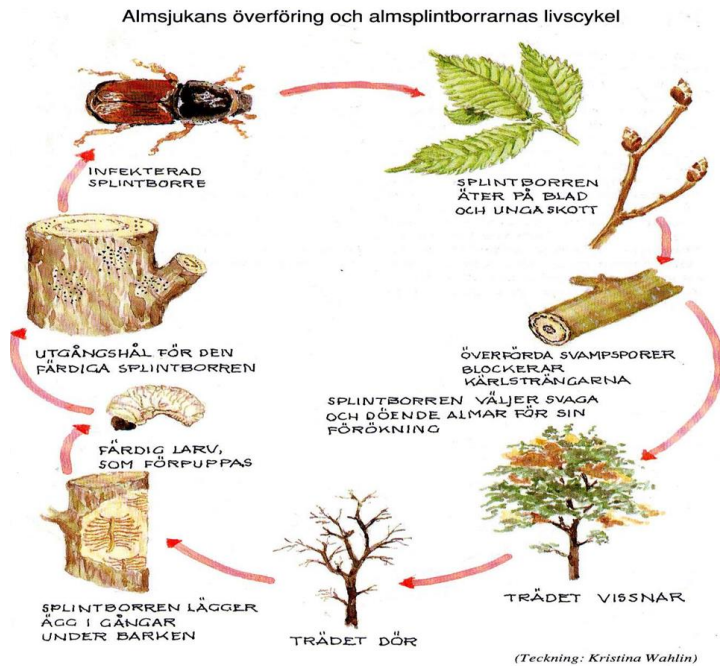 Almsjukans överföring och almsplintborrarnas livscykel
INFEKTERAD
SPLINTBORRE
SPLINTBORREN
ÄTER PÅ BLAD
OCH UNGA SKOTT
ÖVERFÖRDA SVAMPSPORER
BLOCKERAR
KÄRLSTRÄNGARNA
SPLINTBORREN VÄLJER SVAGA
OCH DÖENDE ALMAR FÖR SIN
FÖRÖKNING
TRÄDET VISSNAR
TRÄDET DÖR
SPLINTBORREN LÄGGER
ÄGG I GÅNGAR
UNDER BARKEN
FÄRDIG LARV,
SOM FÖRPUPPAS
UTGÅNGSHÅL FÖR DEN
FÄRDIGA SPLINTBORREN
(Teckning: Kristina Wahlin)